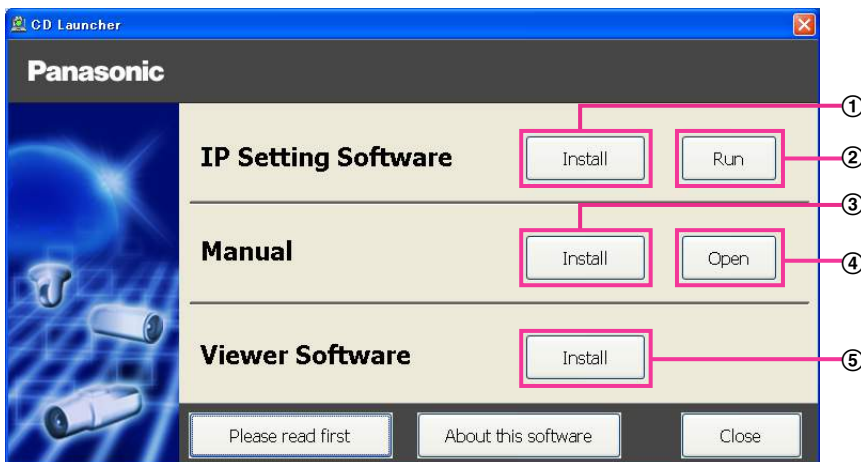 CD Launcher
Panasonic
①
IP Setting Software
Install
Run
②
③
Manual
Install
Open
④
Viewer Software
Install
⑤
Please read first
About this software
Close